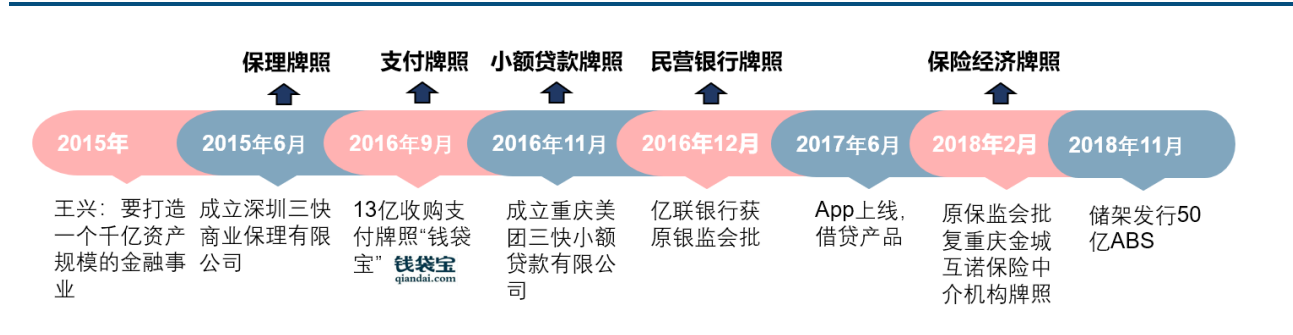 保理牌照
支付牌照
小额贷款牌照
民营银行牌照
保险经济牌照
2015年
2015年6月
2016年9月
2016年11月
2016年12月
2017年6月
2018年2月
2018年11月
王兴：要打造
一个千亿资产
规模的金融事
业
成立深圳三快
商业保理有限
公司
13亿收购支
付牌照“钱袋
宝”
钱袋宝
qiandai.com
成立重庆美
团三快小额
贷款有限公
司
亿联银行获
原银监会批
App上线,
借贷产品
原保监会批
复重庆金城
互诺保险中
介机构牌照
储架发行50
亿ABS